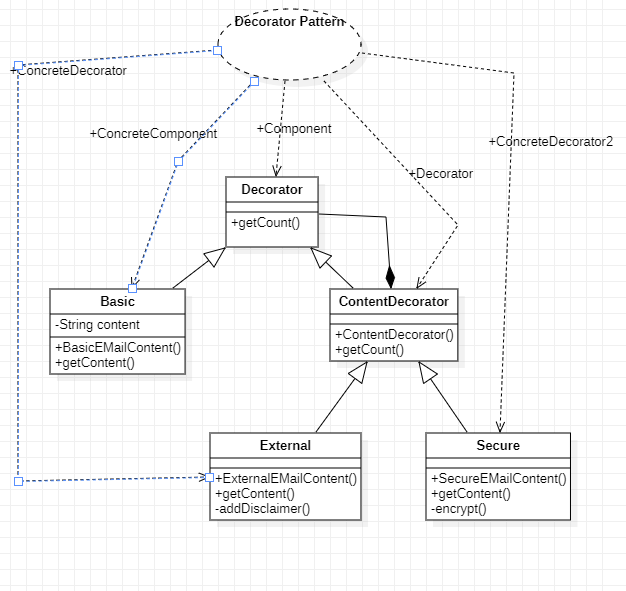 Decorator Pattern
+ConcreteDecorator
+ConcreteComponent
+Component
+ConcreteDecorator2
+Decorator
Decorator
+getCount()
Basic
-String content
+BasicEMailContent()
+getContent()
ContentDecorator
+ContentDecorator()
+getCount()
External
+ExternalEMailContent()
+getContent()
-addDisclaimer()
Secure
+SecureEMailContent()
+getContent()
-encrypt()